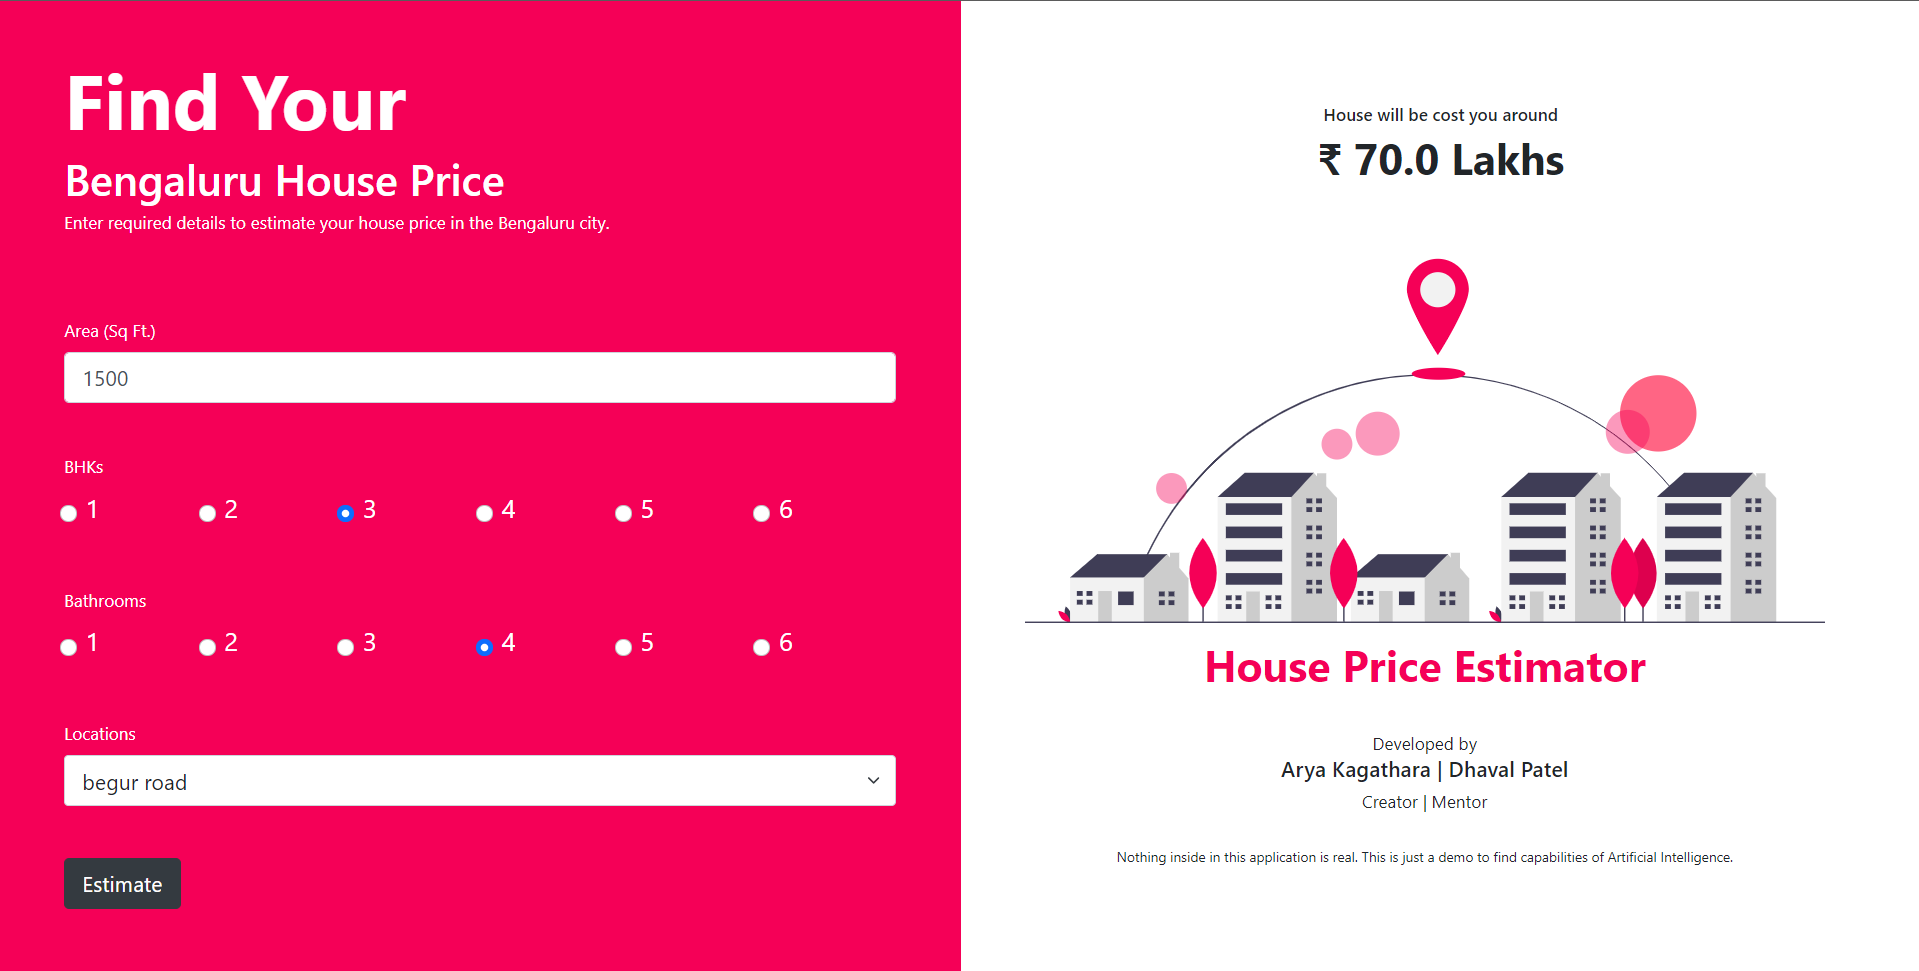 Find Your
Bengaluru House Price
Enter required details to estimate your house price in the Bengaluru city.
Area (Sq Ft.)
1500
BHKs
1 2 3 4 5 6
Bathrooms
1 2 3 4 5 6
Locations
begur road
Estimate
House will be cost you around
₹ 70.0 Lakhs
House Price Estimator
Developed by
Arya Kagathara | Dhaval Patel
Creator | Mentor
Nothing inside in this application is real. This is just a demo to find capabilities of Artificial Intelligence.